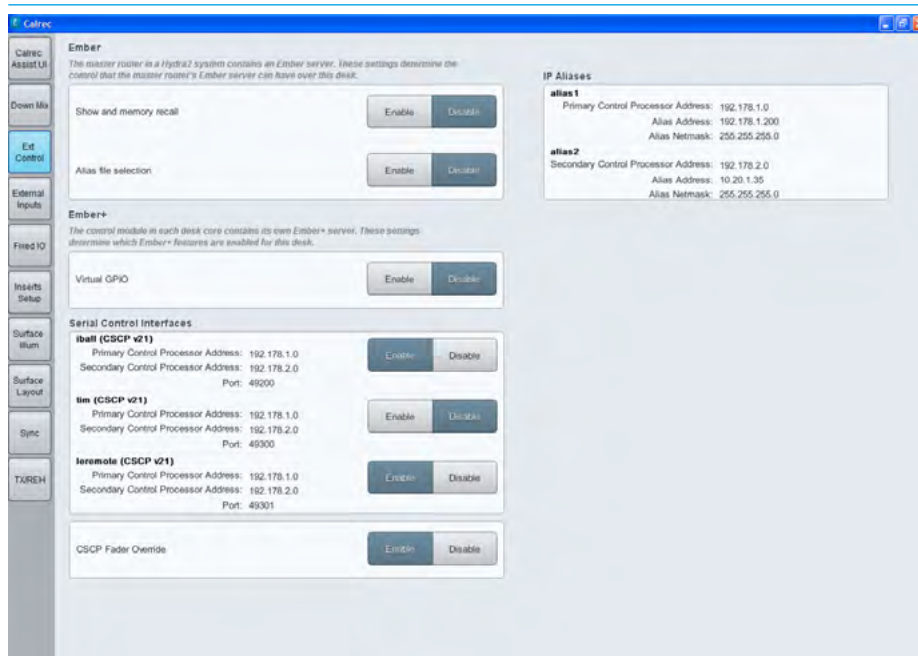 Calrec
Calrec
Assist UI
Down Mix
Ext
Control
External
Inputs
Fixed IO
Inserts
Setup
Surface
Illum
Surface
Layout
Sync
TX/REH
Ember
The master router in a Hydra2 system contains an Ember server. These settings determine the
control that the master router's Ember server can have over this desk.
Show and memory recall
Enable
Disable
Alias file selection
Enable
Disable
Ember+
The control module in each desk core contains its own Ember+ server. These settings
determine which Ember+ features are enabled for this desk.
Virtual GPIO
Enable
Disable
Serial Control Interfaces
iball (CSCP v21)
Primary Control Processor Address: 192.178.1.0
Secondary Control Processor Address: 192.178.2.0
Port: 49200
Enable
Disable
tim (CSCP v21)
Primary Control Processor Address: 192.178.1.0
Secondary Control Processor Address: 192.178.2.0
Port: 49300
Enable
Disable
leremote (CSCP v21)
Primary Control Processor Address: 192.178.1.0
Secondary Control Processor Address: 192.178.2.0
Port: 49301
Enable
Disable
CSCP Fader Override
Enable
Disable
IP Aliases
alias1
Primary Control Processor Address: 192.178.1.0
Alias Address: 192.178.1.200
Alias Netmask: 255.255.255.0
alias2
Secondary Control Processor Address: 192.178.2.0
Alias Address: 10.20.1.35
Alias Netmask: 255.255.255.0